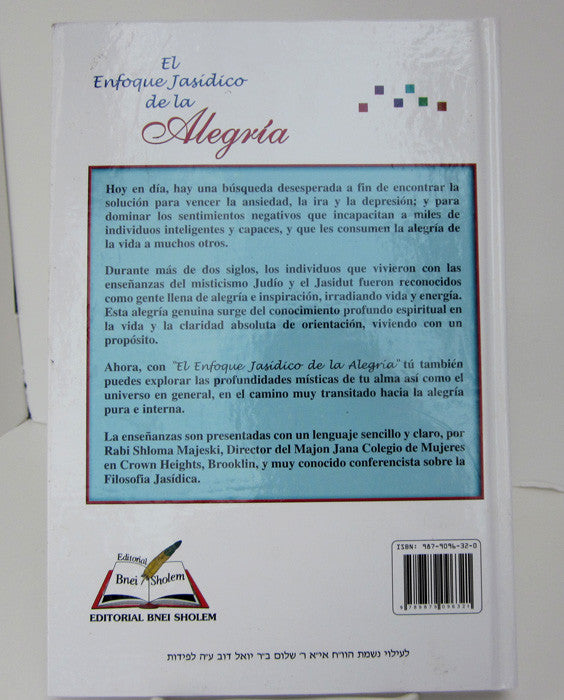 El
Enfoque Jasídico
de la
Alegría
Hoy en día, hay una búsqueda desesperada a fin de encontrar la
solución para vencer la ansiedad, la ira y la depresión; y para
dominar los sentimientos negativos que incapacitan a miles de
individuos inteligentes y capaces, y que les consumen la alegría de
la vida a muchos otros.
Durante más de dos siglos, los individuos que vivieron con las
enseñanzas del misticismo Judío y el Jasidut fueron reconocidos
como gente llena de alegría e inspiración, irradiando vida y energía.
Esta alegría genuina surge del conocimiento profundo espiritual en
la vida y la claridad absoluta de orientación, viviendo con un
propósito.
Ahora, con "El Enfoque Jasídico de la Alegría" tú también
puedes explorar las profundidades místicas de tu alma así como el
universo en general, en el camino muy transitado hacia la alegría
pura e interna.
La enseñanzas son presentadas con un lenguaje sencillo y claro, por
Rabi Shloma Majeski, Director del Majon Jana Colegio de Mujeres
en Crown Heights, Brooklin, y muy conocido conferencista sobre la
Filosofía Jasídica.
Editorial
Bnei Sholem
EDITORIAL BNEI SHOLEM
ISBN: 987-9096-32-0
9 789879 096321
לעילוי נשמת הוו״ח אי״א ר׳ שלום ב״ר יואל דוב ע״ה לפידות